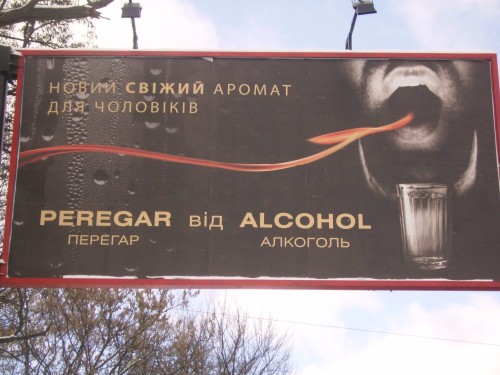 НОВИЙ СВІЖИЙ АРОМАТ
ДЛЯ ЧОЛОВІКІВ
PEREGAR від ALCOHOL
ПЕРЕГАР АЛКОГОЛЬ